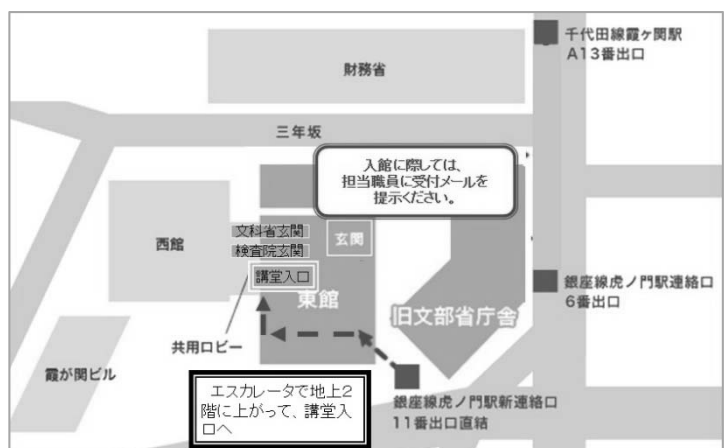 千代田線霞ヶ関駅
A13番出口
財務省
三年坂
入館に際しては、
担当職員に受付メールを
提示ください。
文科省玄関
玄関
西館
検査院玄関
講堂入口
東館
銀座線虎ノ門駅連絡口
6番出口
旧文部省庁舎
共用ロビー
霞が関ビル
エスカレータで地上2
階に上がって、講堂入
口へ
銀座線虎ノ門駅新連絡口
11番出口直結